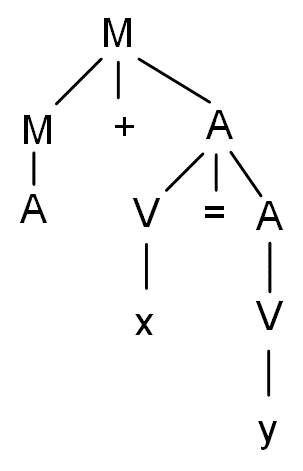 M
M + A
A V = A
x V
y